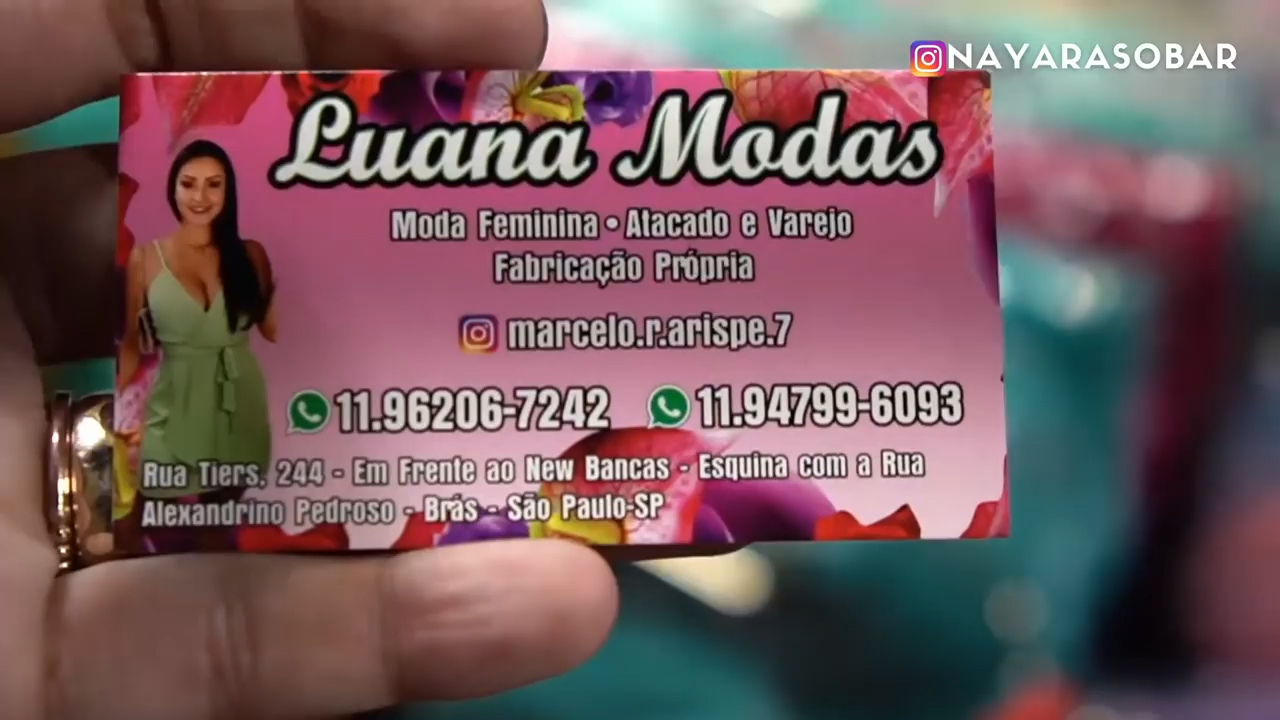 NAYARASOBAR
Luana Modas
Moda Feminina • Atacado e Varejo
Fabricação Própria
marcelo.r.arispe.7
11.96206-7242 11.94799-6093
Rua Tiers, 244 - Em Frente ao New Bancas - Esquina com a Rua
Alexandrino Pedroso - Brás - São Paulo-SP